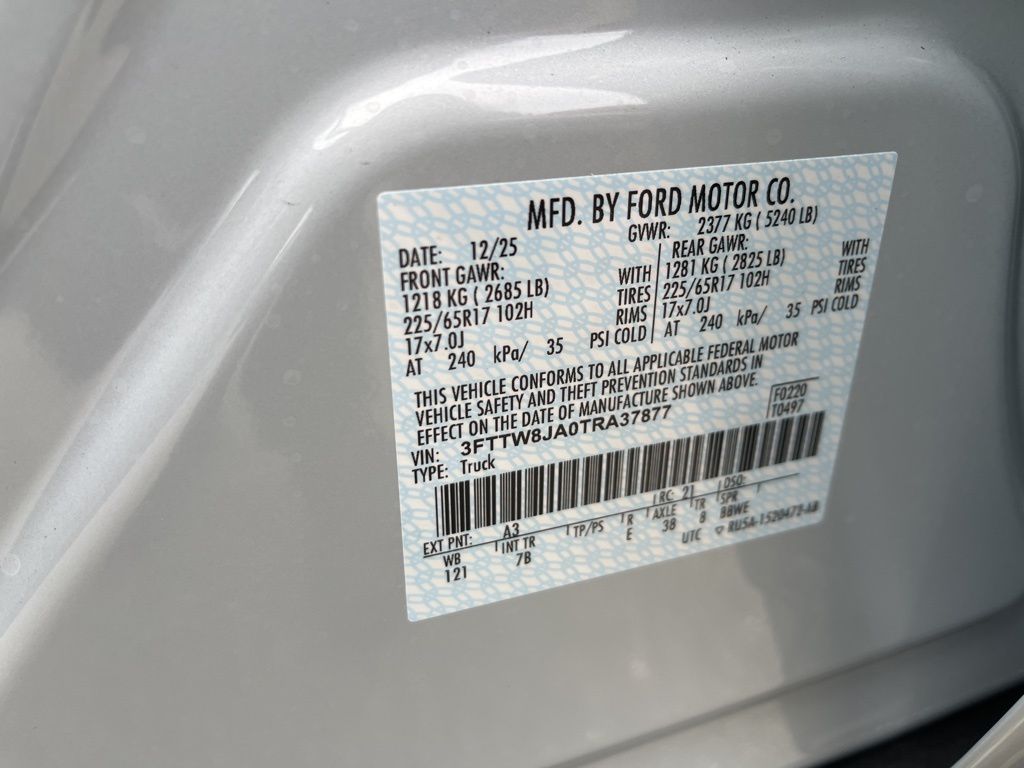 MFD. BY FORD MOTOR CO.
DATE: 12/25 GVWR: 2377 KG ( 5240 LB)
FRONT GAWR: REAR GAWR:
1218 KG ( 2685 LB) WITH 1281 KG ( 2825 LB) WITH
225/65R17 102H TIRES 225/65R17 102H TIRES
17x7.0J RIMS 17x7.0J RIMS
AT 240 kPa/ 35 PSI COLD AT 240 kPa/ 35 PSI COLD
THIS VEHICLE CONFORMS TO ALL APPLICABLE FEDERAL MOTOR
VEHICLE SAFETY AND THEFT PREVENTION STANDARDS IN
EFFECT ON THE DATE OF MANUFACTURE SHOWN ABOVE.
VIN: 3FTTW8JA0TRA37877 F0220
TYPE: Truck T0497
EXT PNT: A3 RC: 21 DSO:
WB INT TR TP/PS R AXLE TR SPR
121 7B E 38 8 BBWE
UTC RU5A-1520472-AB